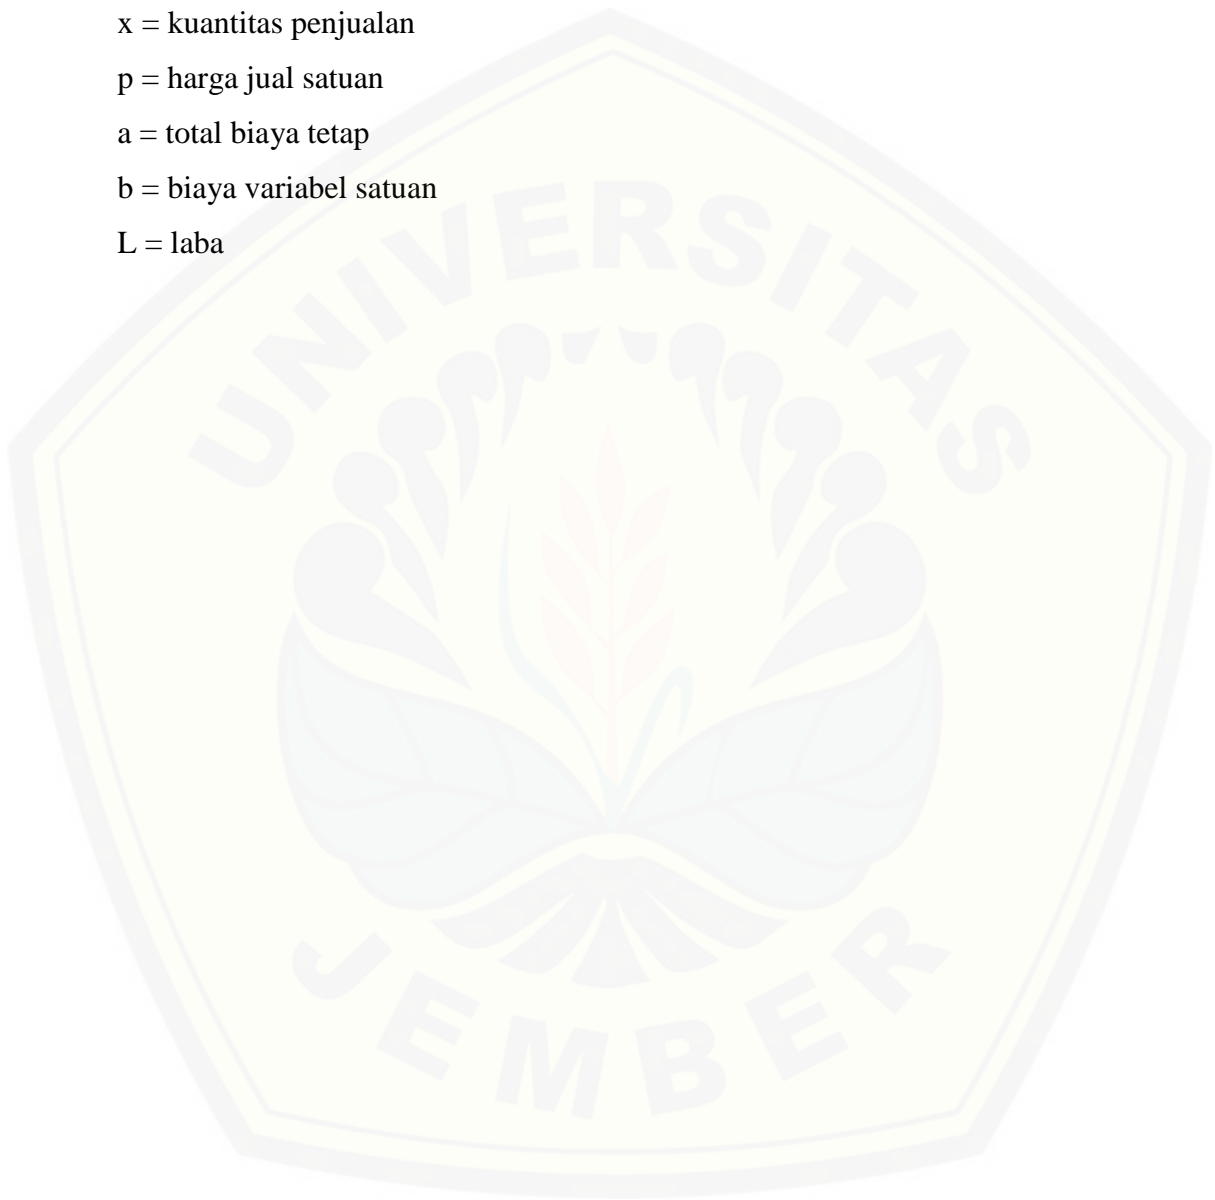 x = kuantitas penjualan
p = harga jual satuan
a = total biaya tetap
b = biaya variabel satuan
L = laba
UNIVERSITAS
JEMBER